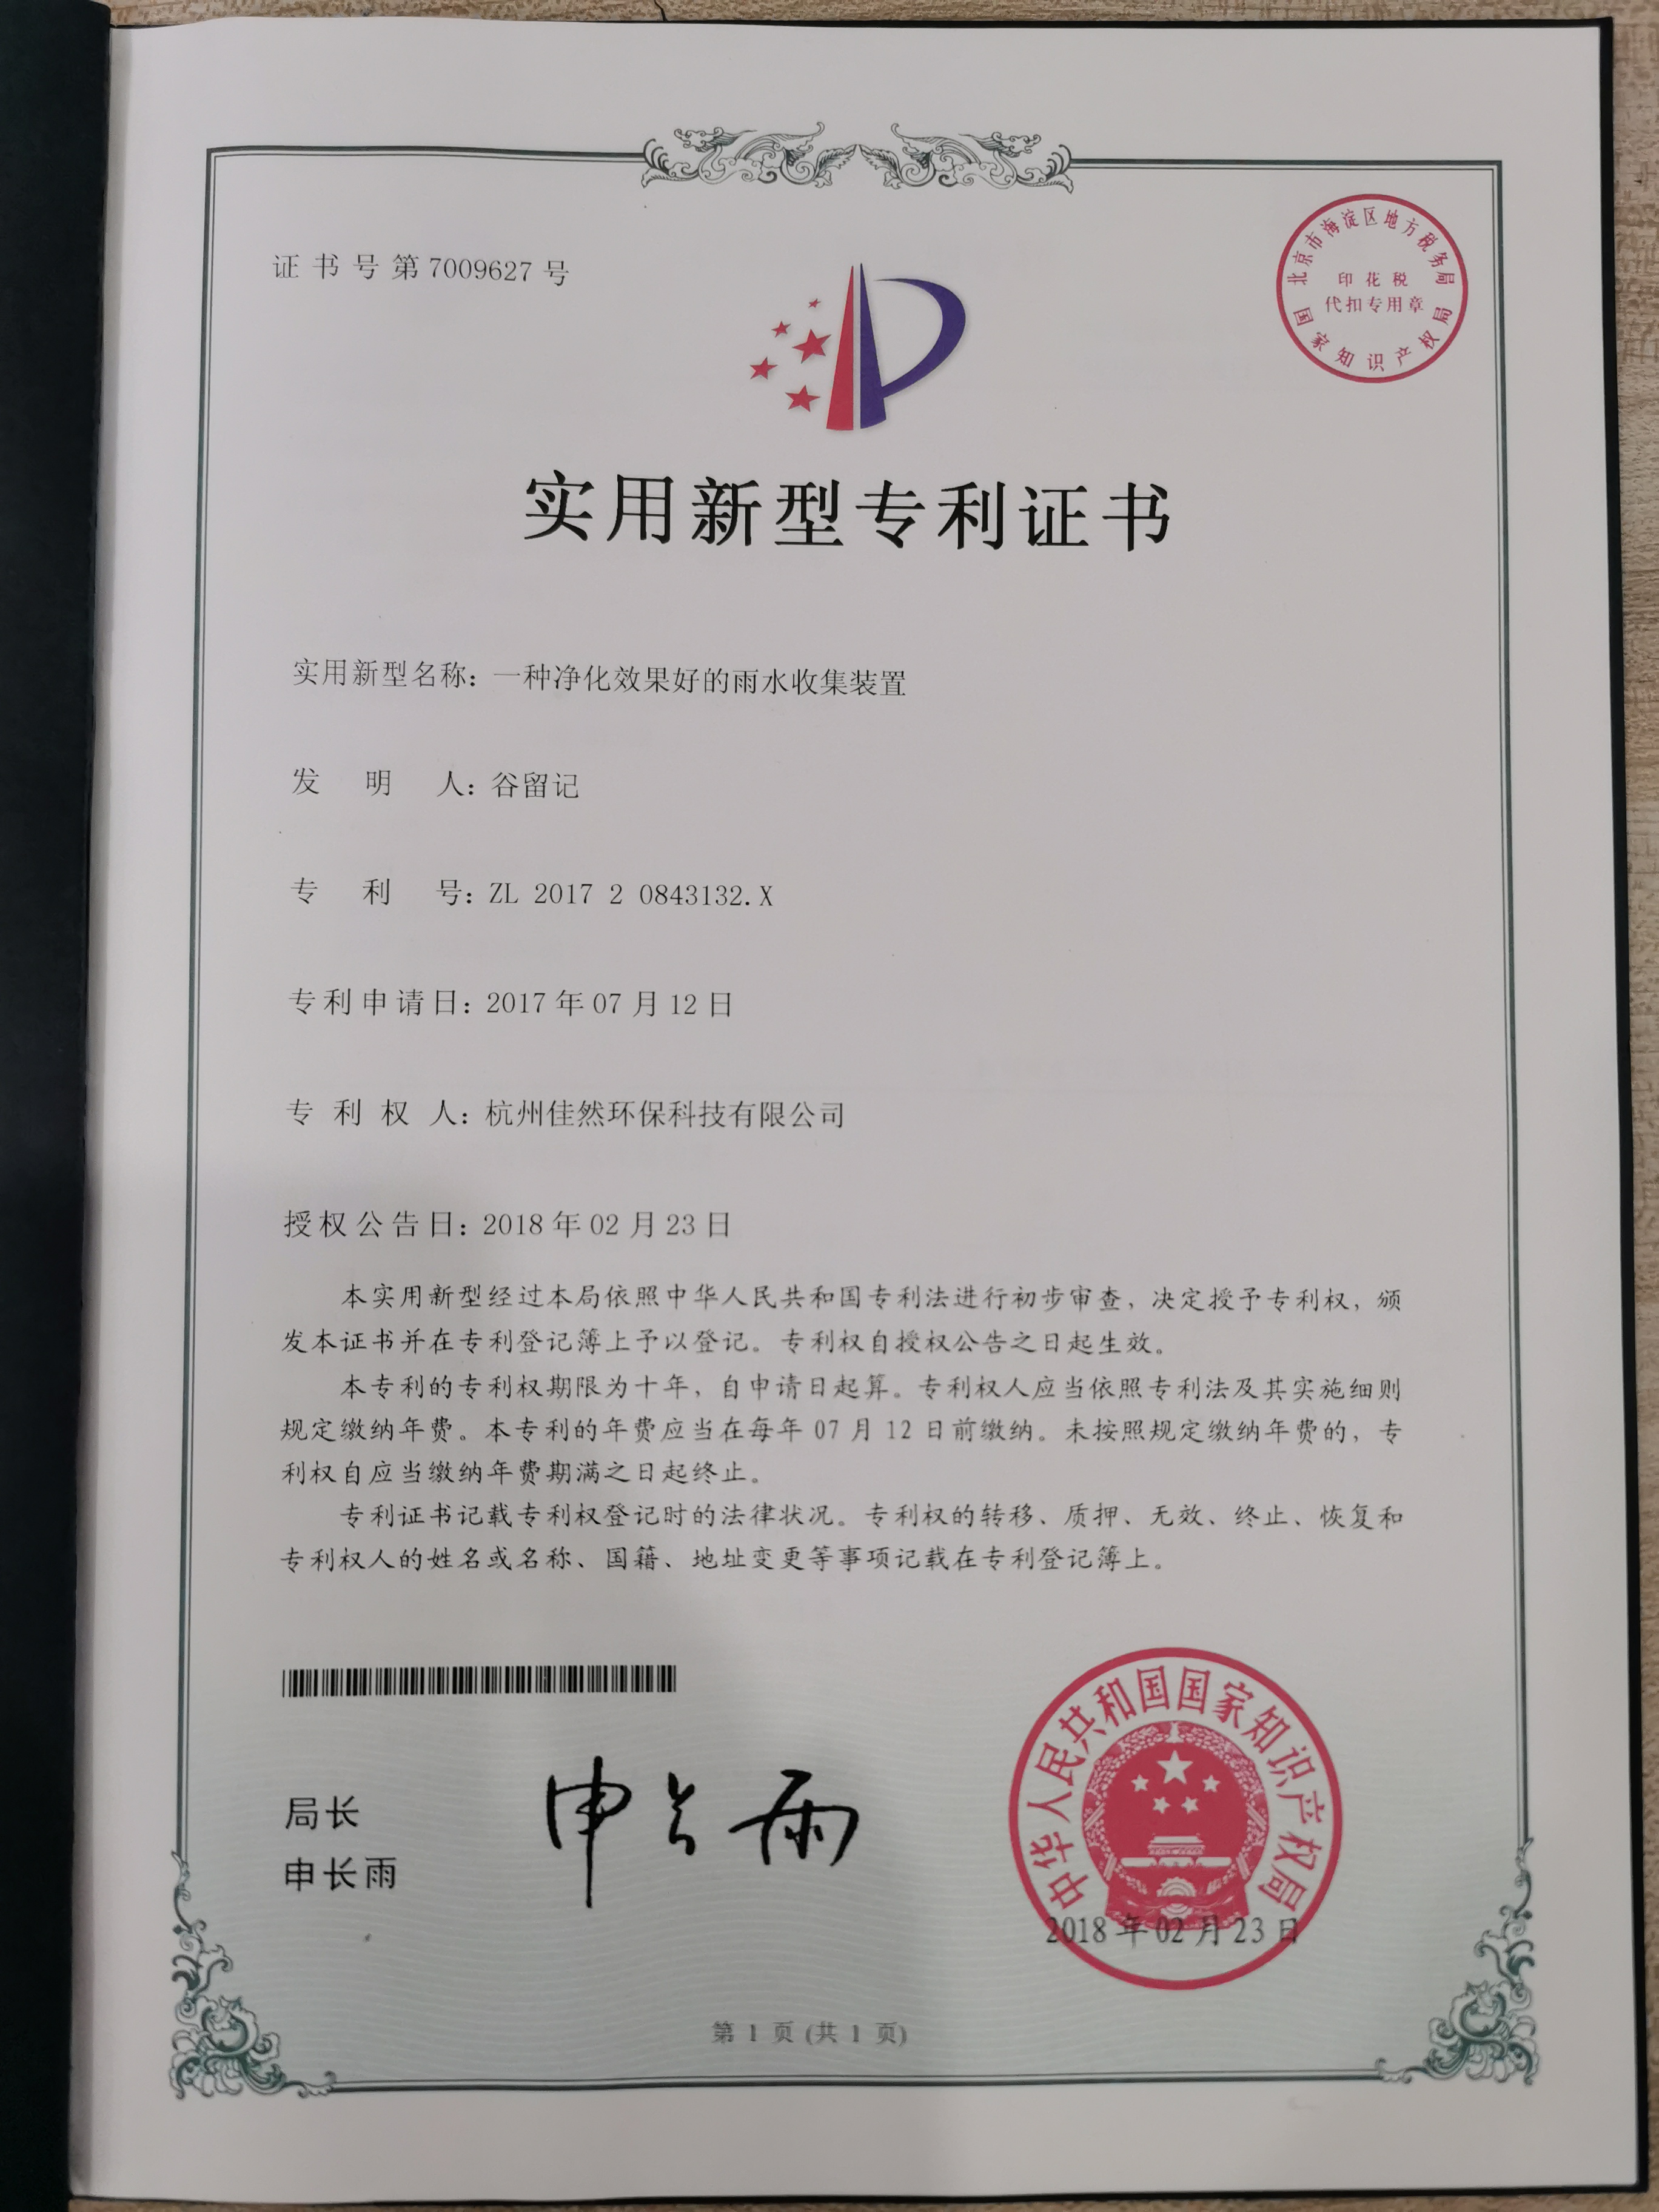 证书号第7009627号
北京市海淀区地方税务局
印花税
代扣专用章
国家知识产权局
实用新型专利证书
实用新型名称：一种净化效果好的雨水收集装置
发明人：谷留记
专利号：ZL 2017 2 0843132.X
专利申请日：2017年07月12日
专利权人：杭州佳然环保科技有限公司
授权公告日：2018年02月23日
本实用新型经过本局依照中华人民共和国专利法进行初步审查，决定授予专利权，颁
发本证书并在专利登记簿上予以登记。专利权自授权公告之日起生效。
本专利的专利权期限为十年，自申请日起算。专利权人应当依照专利法及其实施细则
规定缴纳年费。本专利的年费应当在每年07月12日前缴纳。未按照规定缴纳年费的，专
利权自应当缴纳年费期满之日起终止。
专利证书记载专利权登记时的法律状况。专利权的转移、质押、无效、终止、恢复和
专利权人的姓名或名称、国籍、地址变更等事项记载在专利登记簿上。
局长
申长雨
申长雨
中华人民共和国国家知识产权局
2018年02月23日
第1页(共1页)